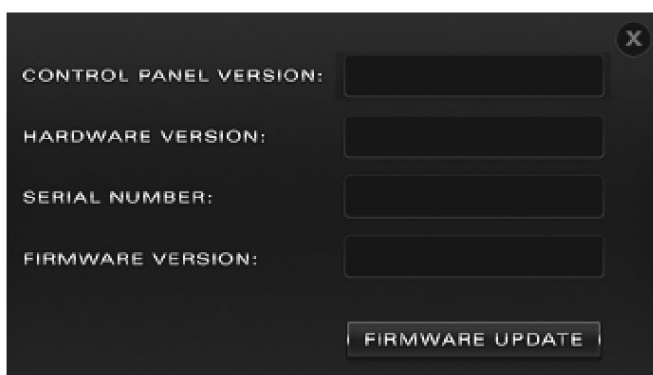 X
CONTROL PANEL VERSION:
HARDWARE VERSION:
SERIAL NUMBER:
FIRMWARE VERSION:
FIRMWARE UPDATE